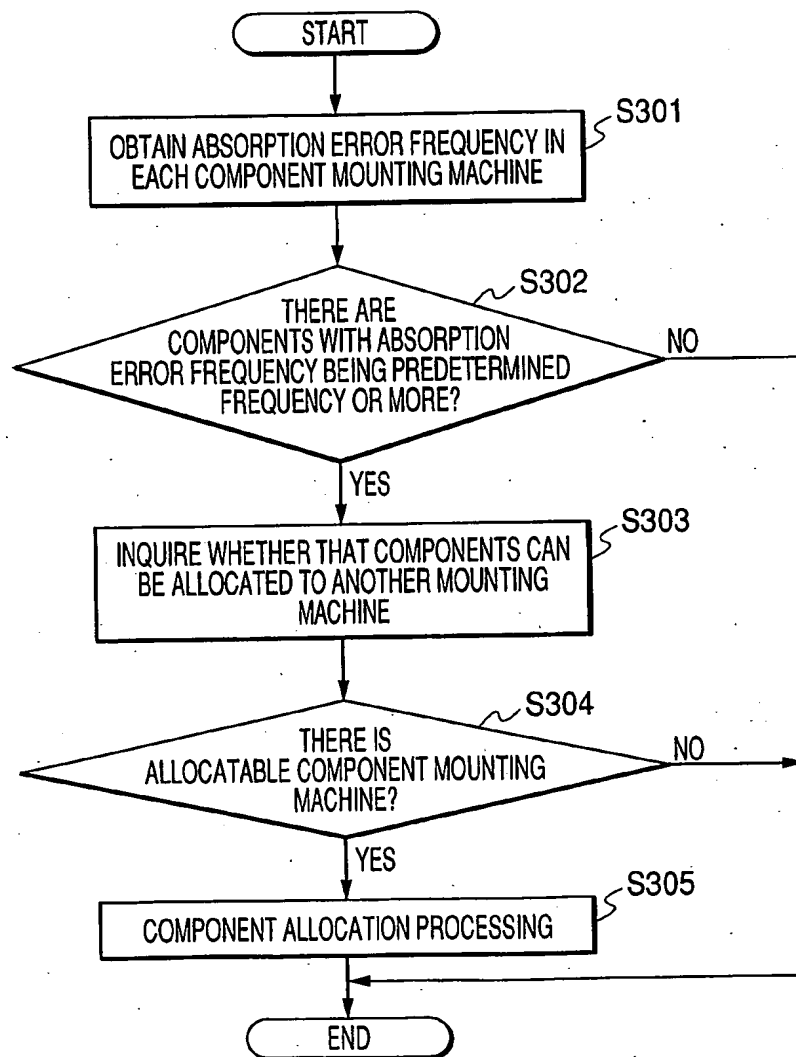 START
S301
OBTAIN ABSORPTION ERROR FREQUENCY IN
EACH COMPONENT MOUNTING MACHINE
S302
THERE ARE
COMPONENTS WITH ABSORPTION
ERROR FREQUENCY BEING PREDETERMINED
FREQUENCY OR MORE?
NO
YES
S303
INQUIRE WHETHER THAT COMPONENTS CAN
BE ALLOCATED TO ANOTHER MOUNTING
MACHINE
S304
THERE IS
ALLOCATABLE COMPONENT MOUNTING
MACHINE?
NO
YES
S305
COMPONENT ALLOCATION PROCESSING
END